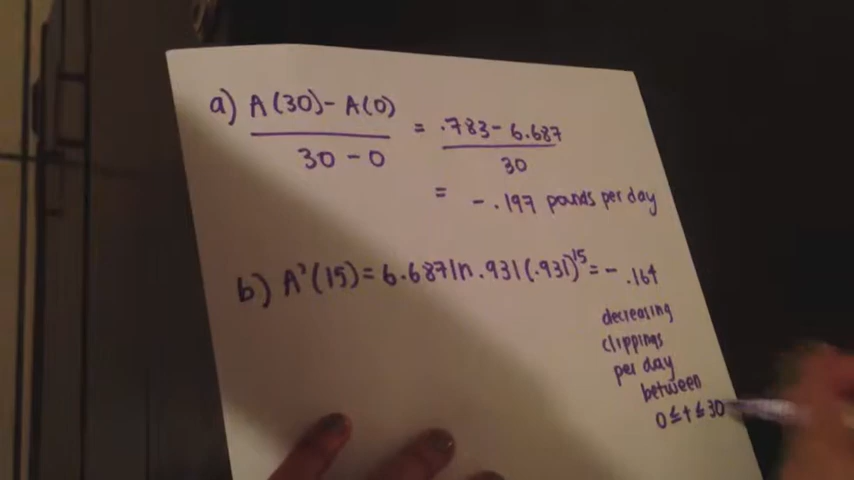 a) A(30) - A(0) / 30 - 0 = .783 - 6.687 / 30
= - .197 pounds per day
b) A'(15) = 6.687 ln .931 (.931)^15 = - .164
decreasing
clippings
per day
between
0 ≤ t ≤ 30